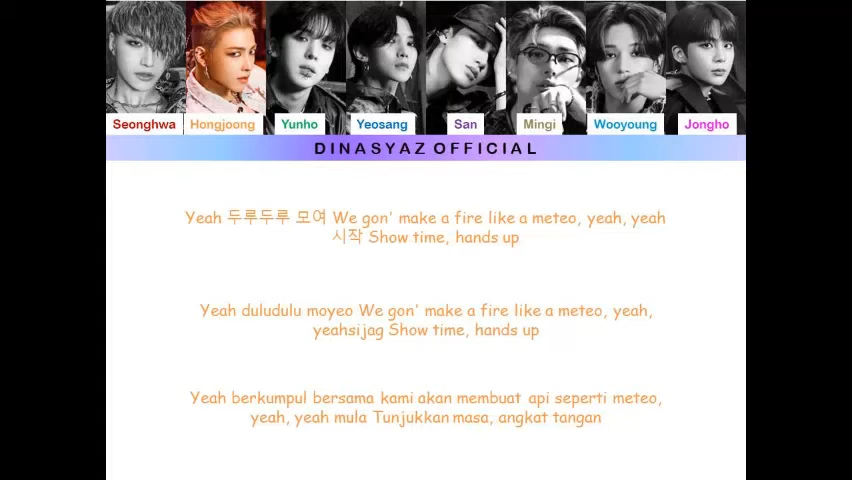 Seonghwa Hongjoong Yunho Yeosang San Mingi Wooyoung Jongho
DINASYAZ OFFICIAL
Yeah 두루두루 모여 We gon' make a fire like a meteo, yeah, yeah
시작 Show time, hands up
Yeah duludulu moyeo We gon' make a fire like a meteo, yeah,
yeahsijag Show time, hands up
Yeah berkumpul bersama kami akan membuat api seperti meteo,
yeah, yeah mula Tunjukkan masa, angkat tangan